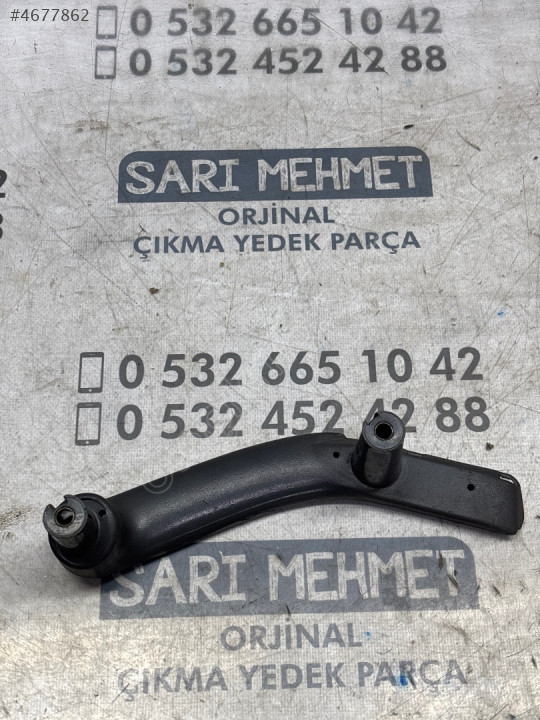 #4677862
0 532 665 10 42
0 532 452 42 88
SARI MEHMET
ORJİNAL
ÇIKMA YEDEK PARÇA
0 532 665 10 42
0 532 452 42 88
SARI MEHMET
ORJİNAL
ÇIKMA YEDEK PARÇA